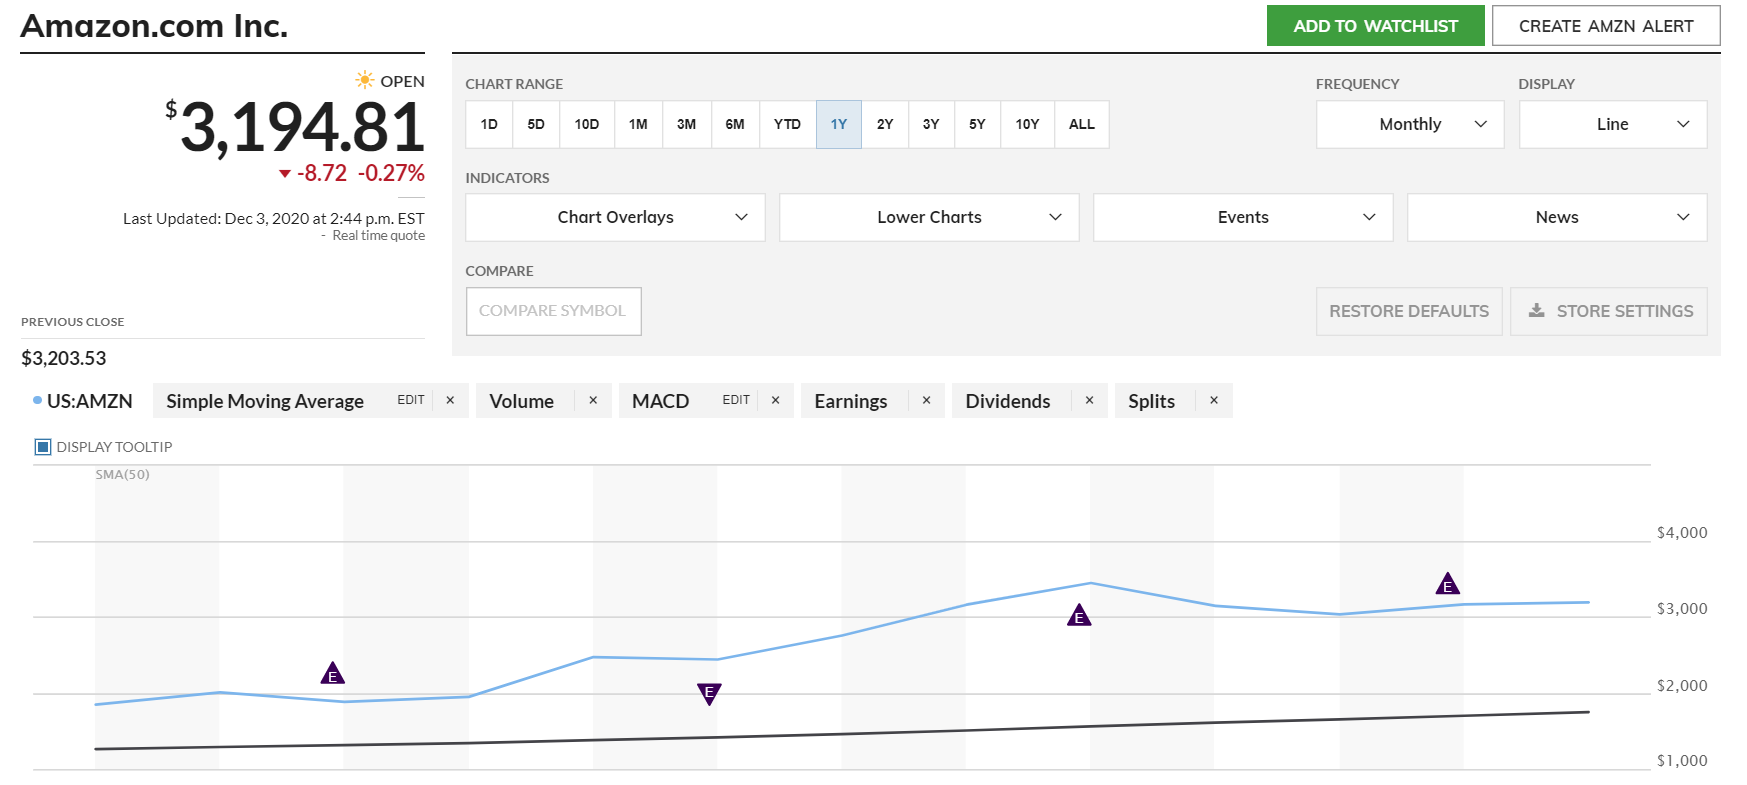 Amazon.com Inc.
ADD TO WATCHLIST
CREATE AMZN ALERT
OPEN
$3,194.81
-8.72 -0.27%
Last Updated: Dec 3, 2020 at 2:44 p.m. EST
- Real time quote
PREVIOUS CLOSE
$3,203.53
CHART RANGE
1D 5D 10D 1M 3M 6M YTD 1Y 2Y 3Y 5Y 10Y ALL
FREQUENCY
Monthly
DISPLAY
Line
INDICATORS
Chart Overlays
Lower Charts
Events
News
COMPARE
COMPARE SYMBOL
RESTORE DEFAULTS
STORE SETTINGS
US:AMZN
Simple Moving Average EDIT ×
Volume ×
MACD EDIT ×
Earnings ×
Dividends ×
Splits ×
DISPLAY TOOLTIP
SMA(50)
$4,000
$3,000
$2,000
$1,000
E
E
E
E